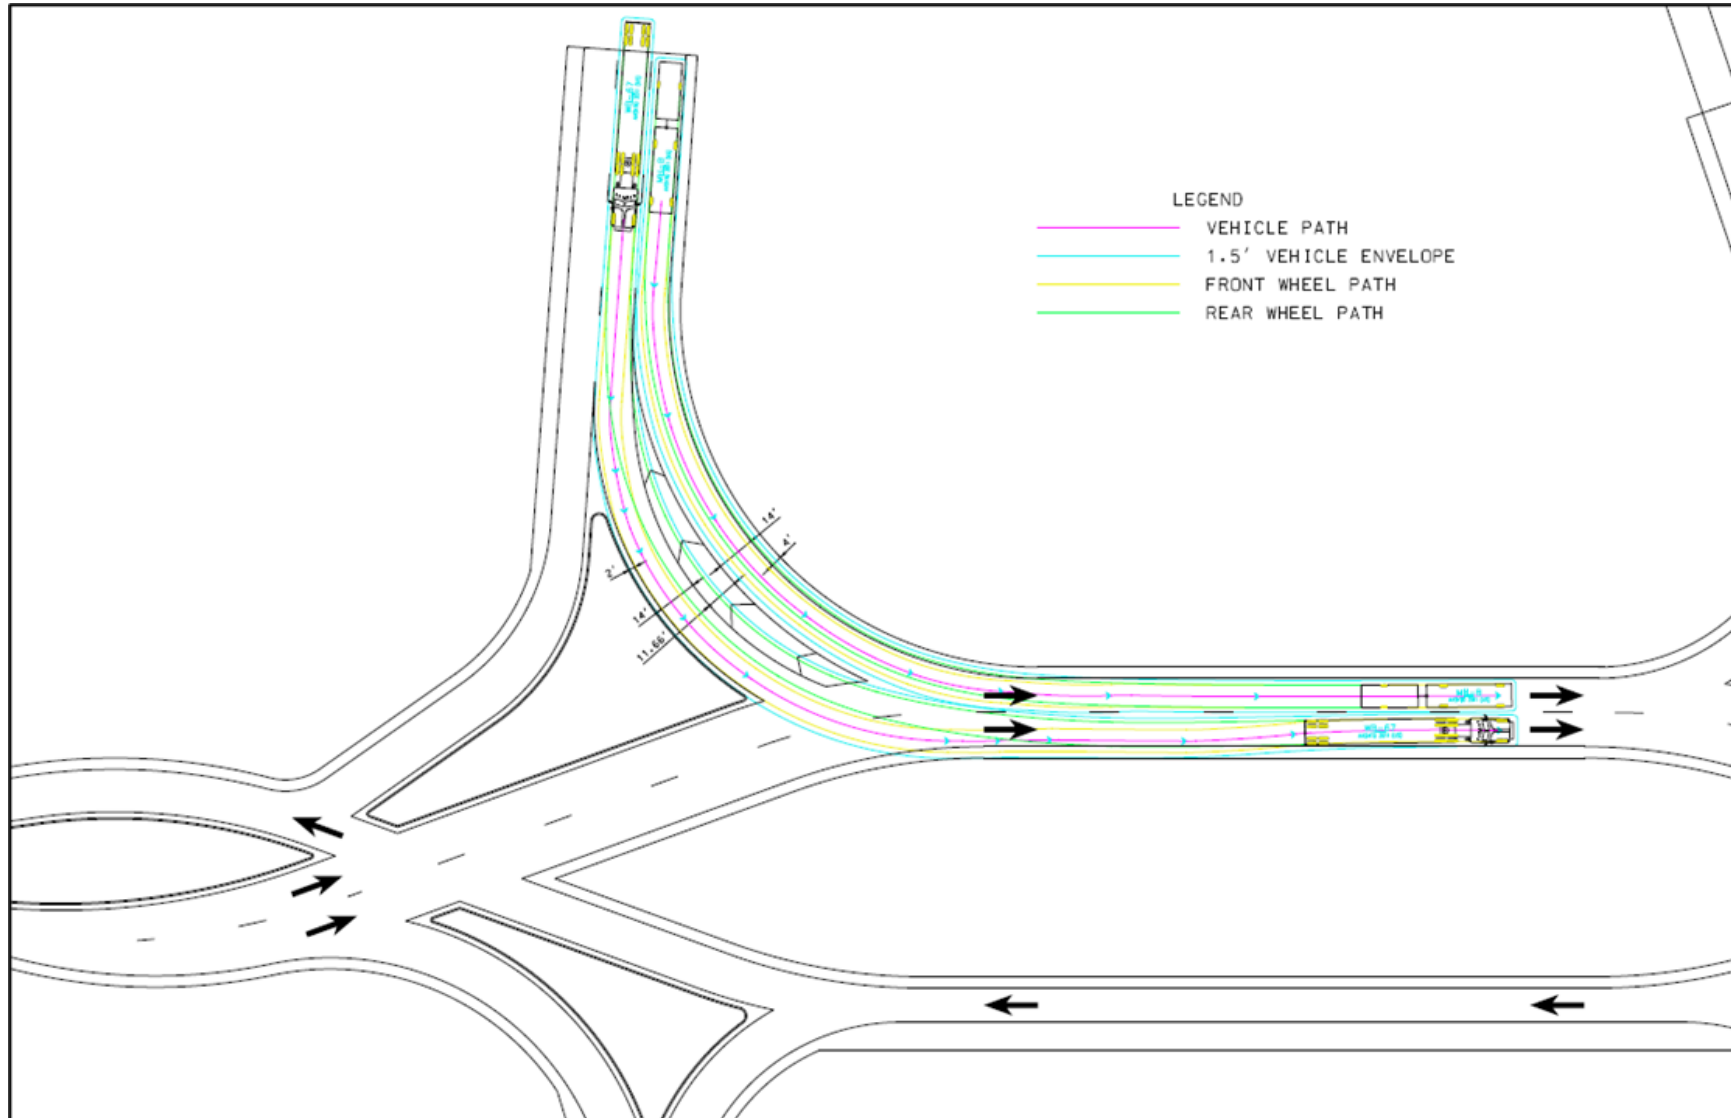 LEGEND
VEHICLE PATH
1.5' VEHICLE ENVELOPE
FRONT WHEEL PATH
REAR WHEEL PATH
14'
4'
2'
14'
11.66'